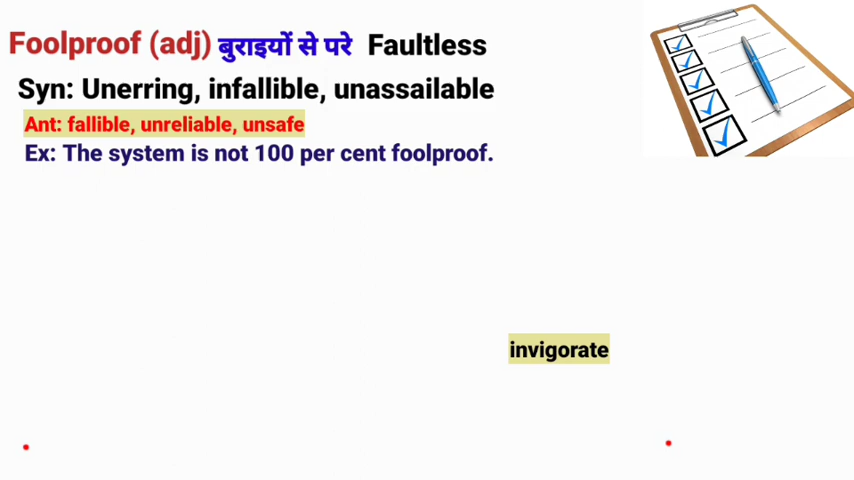 Foolproof (adj) बुराइयों से परे Faultless
Syn: Unerring, infallible, unassailable
Ant: fallible, unreliable, unsafe
Ex: The system is not 100 per cent foolproof.
invigorate